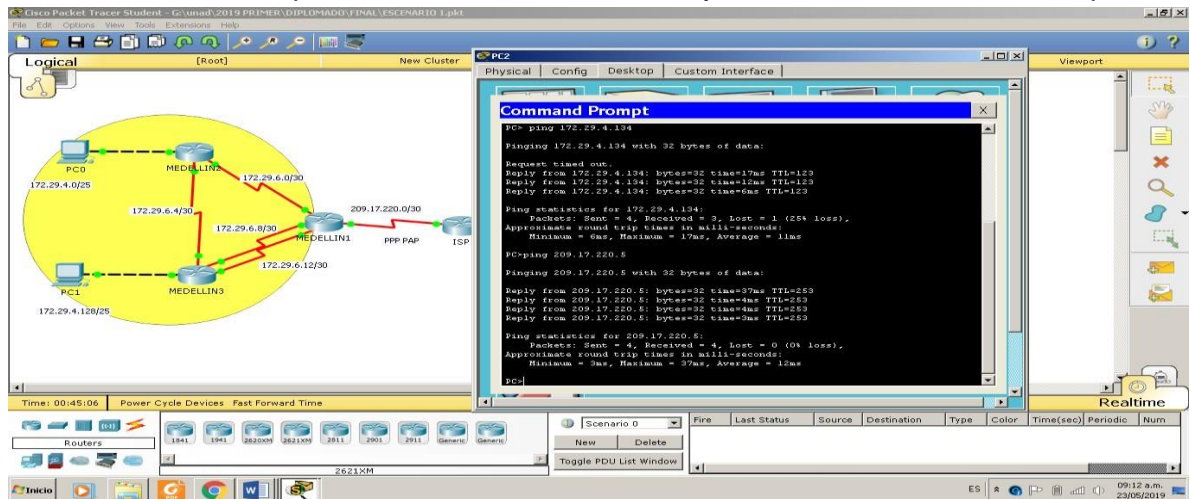 Cisco Packet Tracer Student - G:\unad\2019 PRIMER\DIPLOMADO\FINAL\ESCENARIO 1.pkt
File Edit Options View Tools Extensions Help
Logical [Root] New Cluster Viewport
PC2
Physical Config Desktop Custom Interface
Command Prompt
PC> ping 172.29.4.134
Pinging 172.29.4.134 with 32 bytes of data:
Request timed out.
Reply from 172.29.4.134: bytes=32 time=17ms TTL=123
Reply from 172.29.4.134: bytes=32 time=12ms TTL=123
Reply from 172.29.4.134: bytes=32 time=6ms TTL=123
Ping statistics for 172.29.4.134:
Packets: Sent = 4, Received = 3, Lost = 1 (25% loss),
Approximate round trip times in milli-seconds:
Minimum = 6ms, Maximum = 17ms, Average = 11ms
PC>ping 209.17.220.5
Pinging 209.17.220.5 with 32 bytes of data:
Reply from 209.17.220.5: bytes=32 time=37ms TTL=253
Reply from 209.17.220.5: bytes=32 time=4ms TTL=253
Reply from 209.17.220.5: bytes=32 time=4ms TTL=253
Reply from 209.17.220.5: bytes=32 time=3ms TTL=253
Ping statistics for 209.17.220.5:
Packets: Sent = 4, Received = 4, Lost = 0 (0% loss),
Approximate round trip times in milli-seconds:
Minimum = 3ms, Maximum = 37ms, Average = 12ms
PC>
PC0
172.29.4.0/25
MEDELLIN2
172.29.6.0/30
172.29.6.4/30
209.17.220.0/30
172.29.6.8/30
MEDELLIN1
PPP PAP
ISP
172.29.6.12/30
PC1
MEDELLIN3
172.29.4.128/25
Time: 00:45:06 Power Cycle Devices Fast Forward Time
Realtime
Routers
1841 1941 2620XM 2621XM 2811 2901 2911 Generic Generic
2621XM
Scenario 0
New Delete
Toggle PDU List Window
Fire Last Status Source Destination Type Color Time(sec) Periodic Num
Inicio
ES
09:12 a.m.
23/05/2019